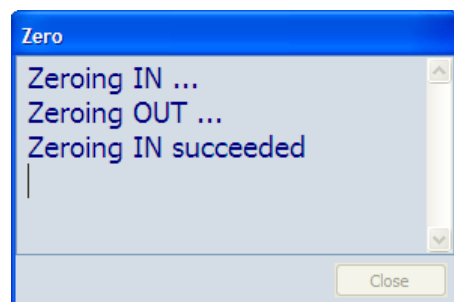 Zero
Zeroing IN ...
Zeroing OUT ...
Zeroing IN succeeded
Close